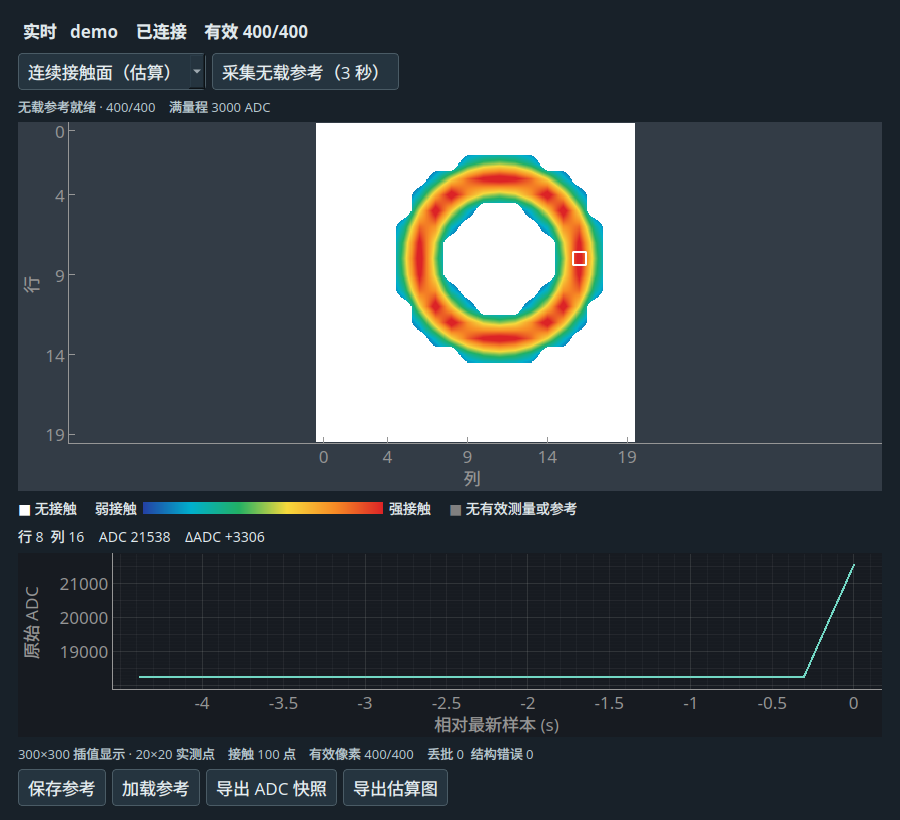 实时 demo 已连接 有效 400/400
连续接触面（估算） 采集无载参考（3 秒）
无载参考就绪 · 400/400 满量程 3000 ADC
0
4
9
14
19
行
0 4 9 14 19
列
无接触 弱接触 强接触 无有效测量或参考
行 8 列 16 ADC 21538 ΔADC +3306
21000
20000
19000
原始 ADC
-4 -3.5 -3 -2.5 -2 -1.5 -1 -0.5 0
相对最新样本 (s)
300×300 插值显示 · 20×20 实测点 接触 100 点 有效像素 400/400 丢批 0 结构错误 0
保存参考 加载参考 导出 ADC 快照 导出估算图